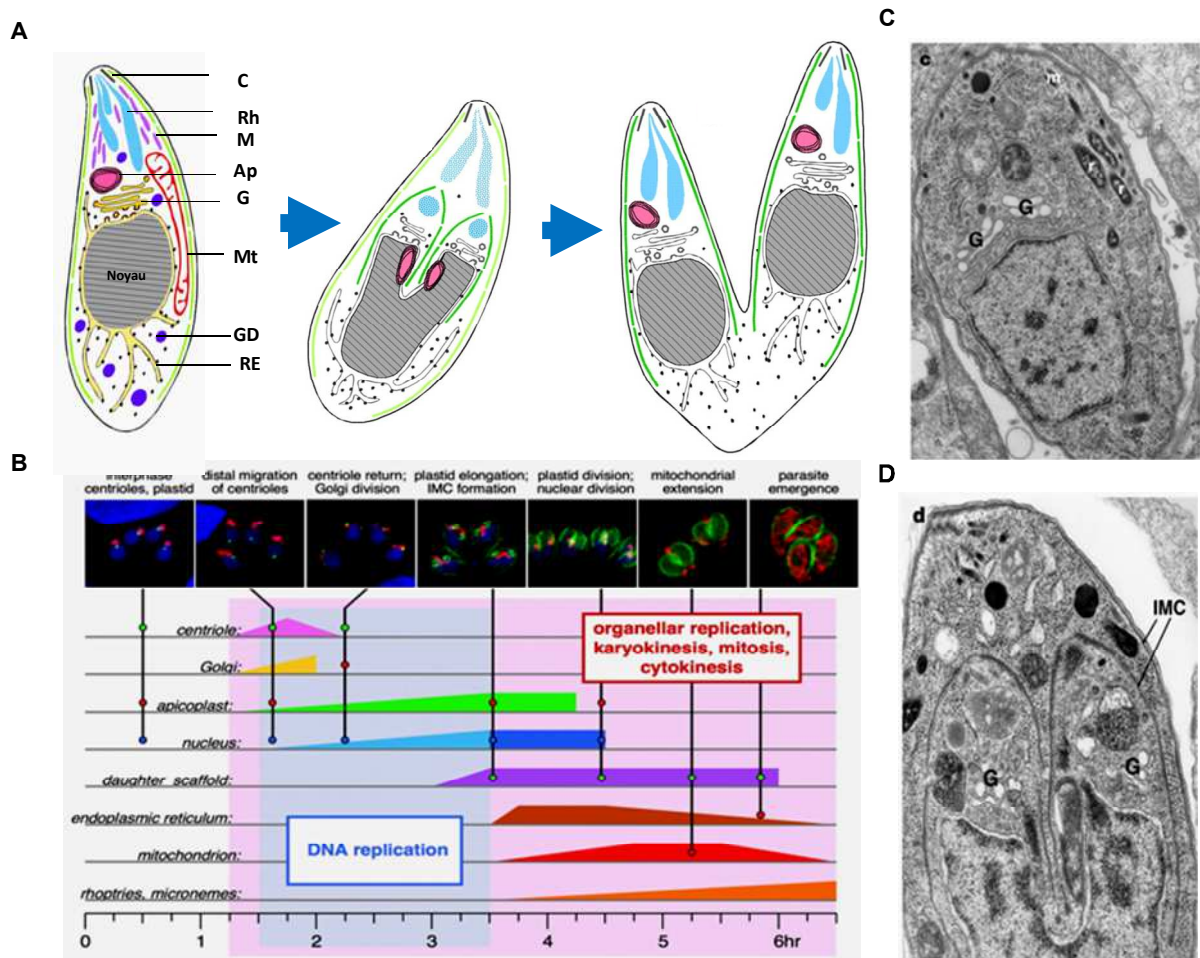 A
C
Rh
M
Ap
G
Mt
GD
RE
Noyau
B
interphase
centrioles, plastid
distal migration
of centrioles
centriole return;
Golgi division
plastid elongation;
IMC formation
plastid division;
nuclear division
mitochondrial
extension
parasite
emergence
centriole:
Golgi:
apicoplast:
nucleus:
daughter scaffold:
endoplasmic reticulum:
mitochondrion:
rhoptries, micronemes:
organellar replication,
karyokinesis, mitosis,
cytokinesis
DNA replication
0 1 2 3 4 5 6hr
C
c
m
G
G
D
d
IMC
G
G